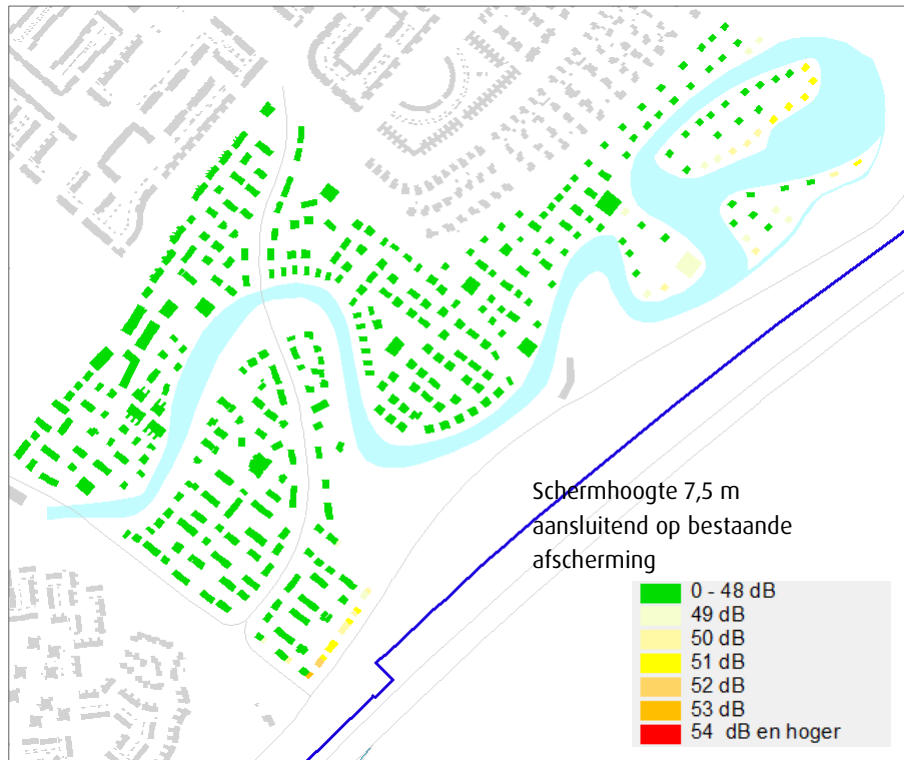 Schermhoogte 7,5 m
aansluitend op bestaande
afscherming
0 - 48 dB
49 dB
50 dB
51 dB
52 dB
53 dB
54 dB en hoger